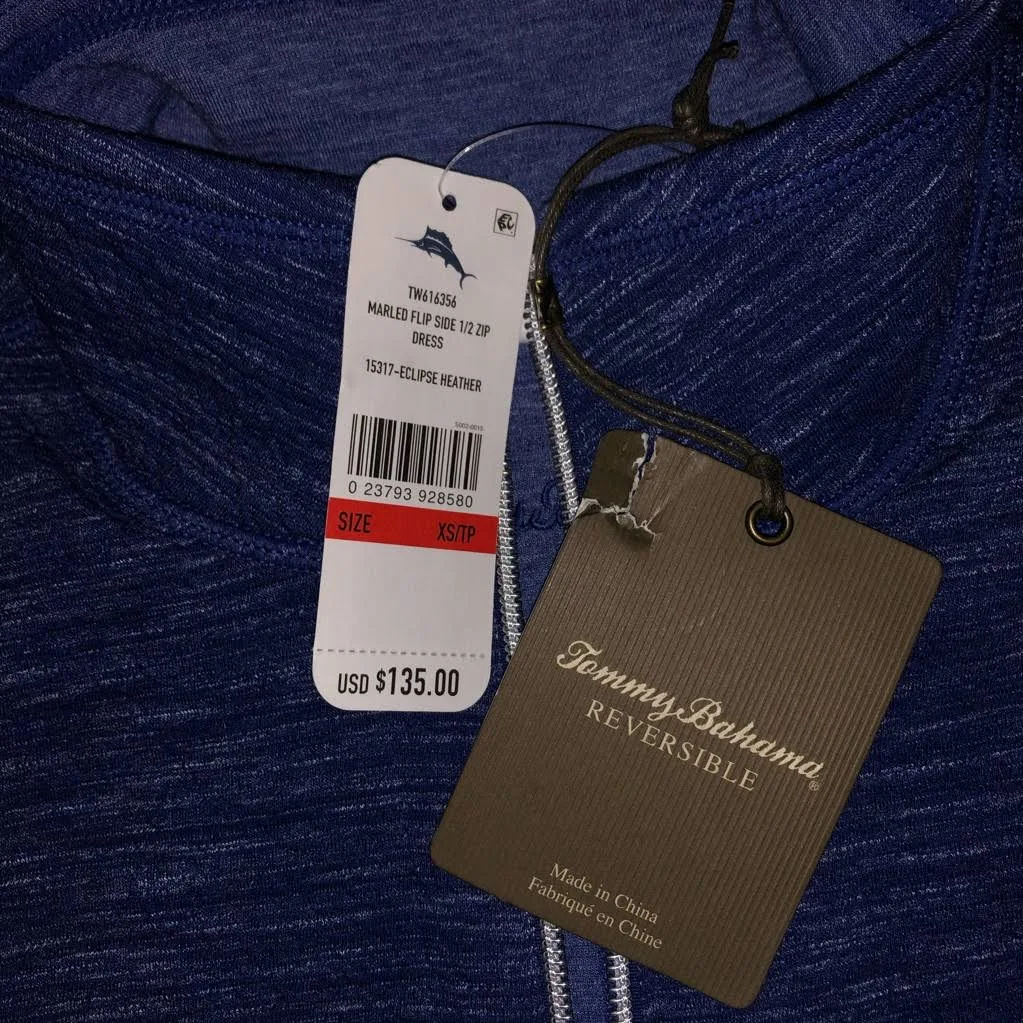 TW616356
MARLED FLIP SIDE 1/2 ZIP
DRESS
15317-ECLIPSE HEATHER
0 23793 928580
SIZE XS/TP
USD $135.00
Tommy Bahama®
REVERSIBLE
Made in China
Fabriqué en Chine